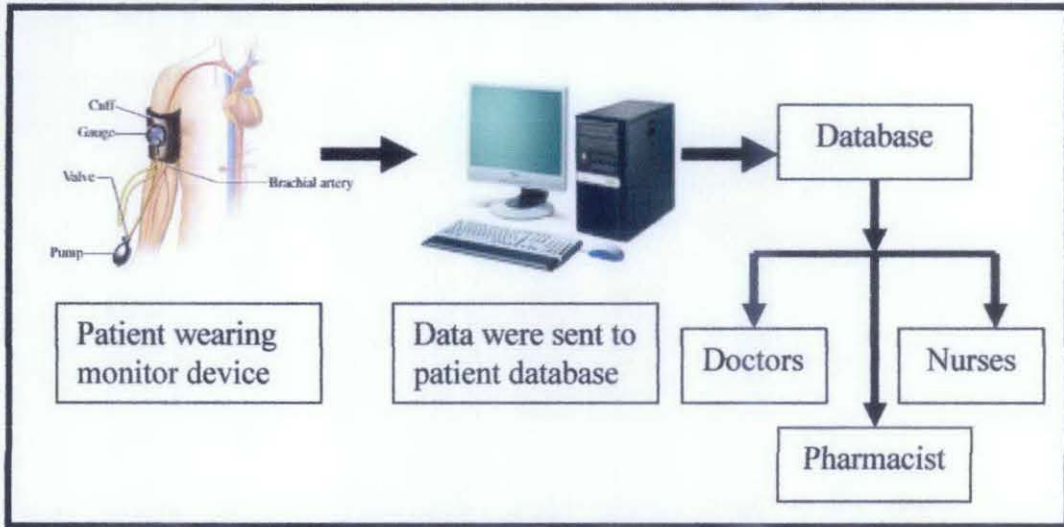 Cuff
Gauge
Valve
Brachial artery
Pump
Patient wearing
monitor device
Data were sent to
patient database
Database
Doctors
Nurses
Pharmacist